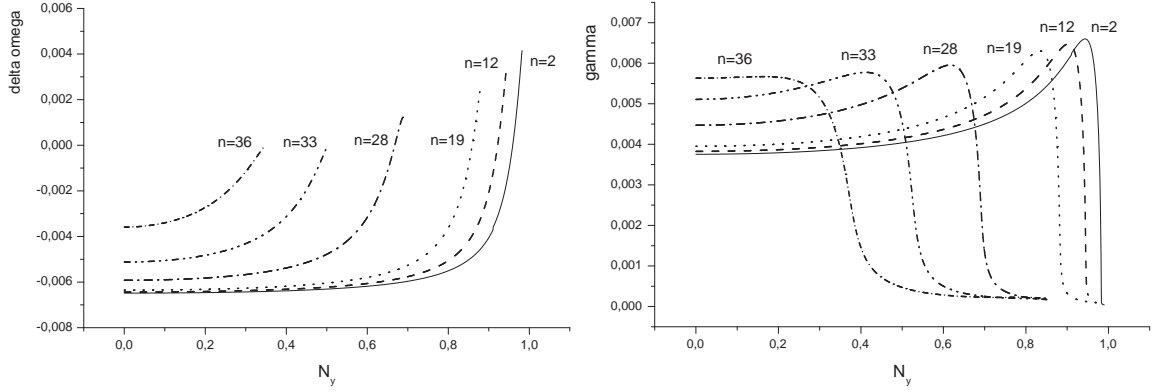 delta omega
0,006
0,004
0,002
0,000
-0,002
-0,004
-0,006
-0,008
n=36
n=33
n=28
n=19
n=12
n=2
0,0
0,2
0,4
0,6
0,8
1,0
N_y
gamma
0,007
0,006
0,005
0,004
0,003
0,002
0,001
0,000
n=36
n=33
n=28
n=19
n=12
n=2
0,0
0,2
0,4
0,6
0,8
1,0
N_y